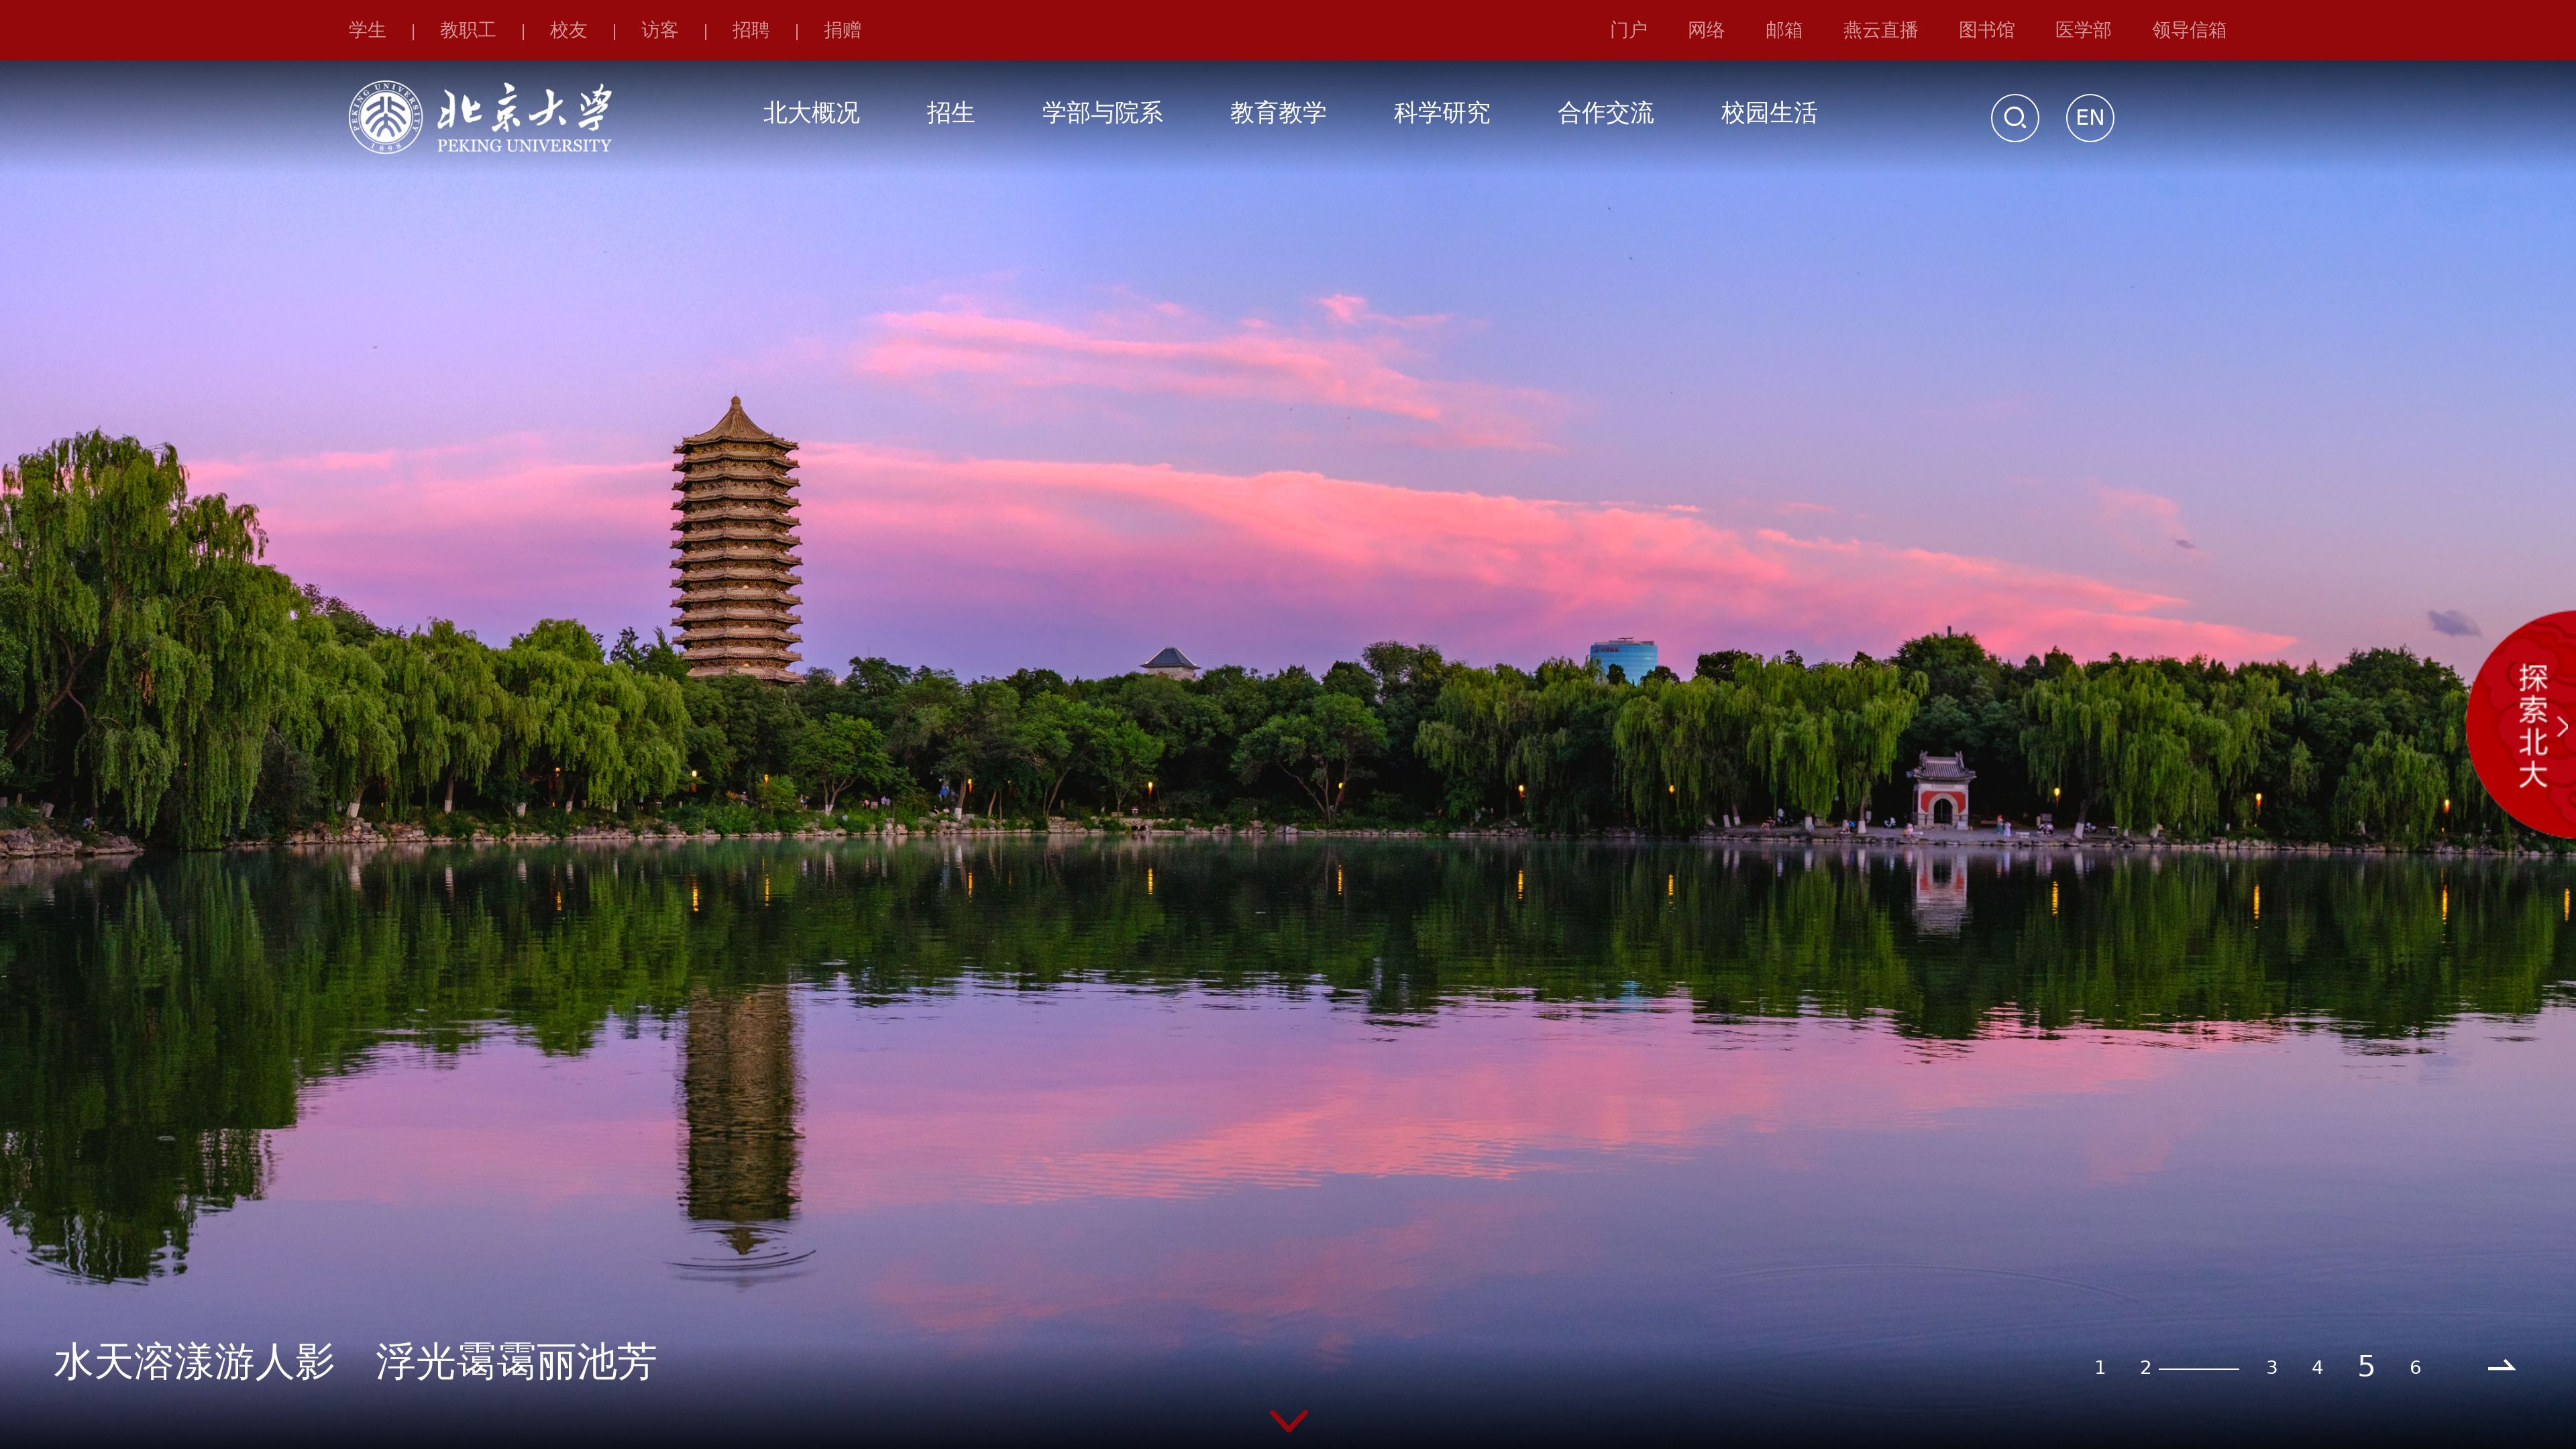 学生 | 教职工 | 校友 | 访客 | 招聘 | 捐赠 门户 网络 邮箱 燕云直播 图书馆 医学部 领导信箱
PEKING UNIVERSITY 1898
北京大学
PEKING UNIVERSITY
北大概况 招生 学部与院系 教育教学 科学研究 合作交流 校园生活 EN
探索北大
水天溶漾游人影 浮光霭霭丽池芳
1 2 3 4 5 6